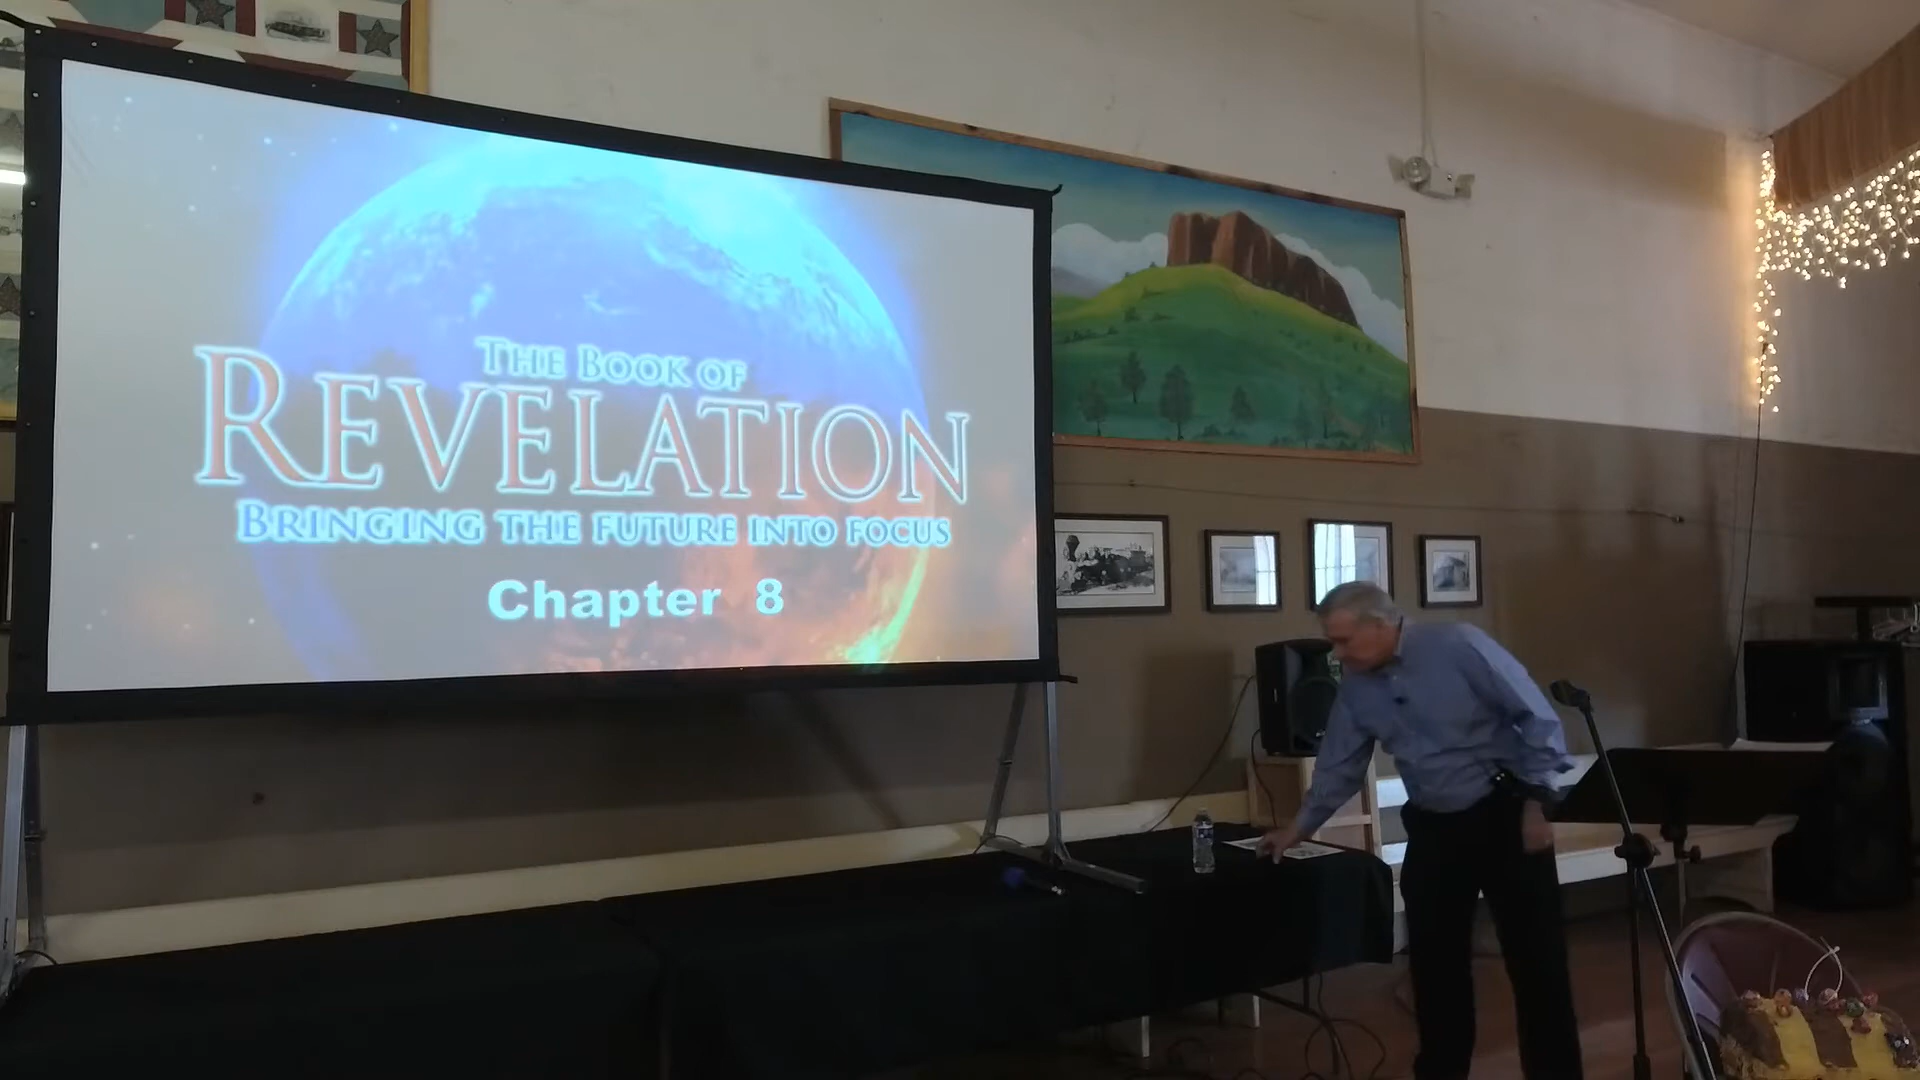 THE BOOK OF
REVELATION
BRINGING THE FUTURE INTO FOCUS
Chapter 8